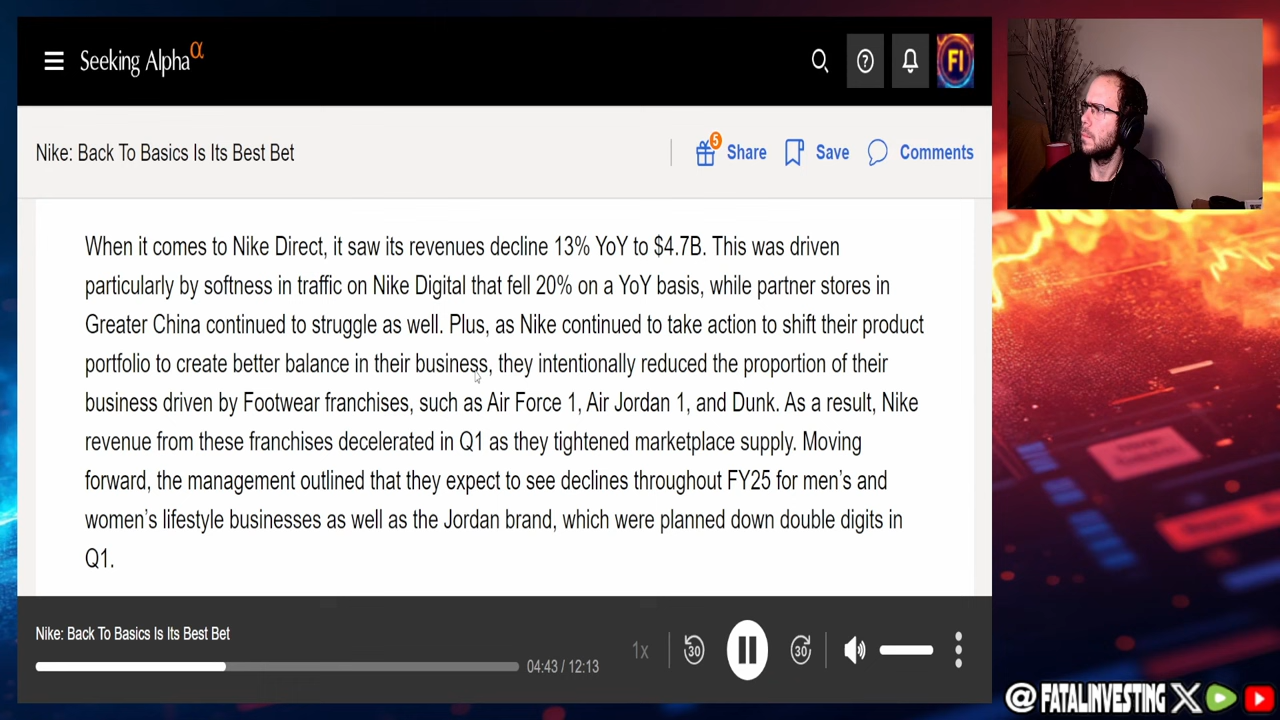 Seeking Alpha α
FI
Nike: Back To Basics Is Its Best Bet
5
Share
Save
Comments
When it comes to Nike Direct, it saw its revenues decline 13% YoY to $4.7B. This was driven
particularly by softness in traffic on Nike Digital that fell 20% on a YoY basis, while partner stores in
Greater China continued to struggle as well. Plus, as Nike continued to take action to shift their product
portfolio to create better balance in their business, they intentionally reduced the proportion of their
business driven by Footwear franchises, such as Air Force 1, Air Jordan 1, and Dunk. As a result, Nike
revenue from these franchises decelerated in Q1 as they tightened marketplace supply. Moving
forward, the management outlined that they expect to see declines throughout FY25 for men’s and
women’s lifestyle businesses as well as the Jordan brand, which were planned down double digits in
Q1.
Nike: Back To Basics Is Its Best Bet
04:43 / 12:13
1x
30
30
@FATALINVESTING X